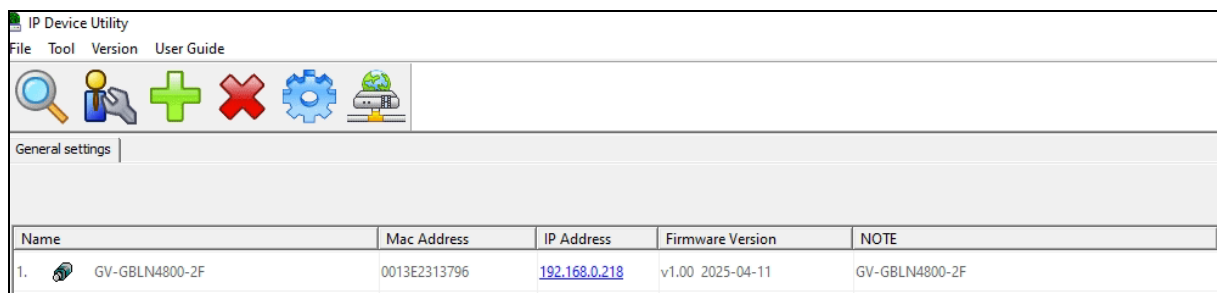 IP Device Utility
File Tool Version User Guide
General settings
Name Mac Address IP Address Firmware Version NOTE
1. GV-GBLN4800-2F 0013E2313796 192.168.0.218 v1.00 2025-04-11 GV-GBLN4800-2F